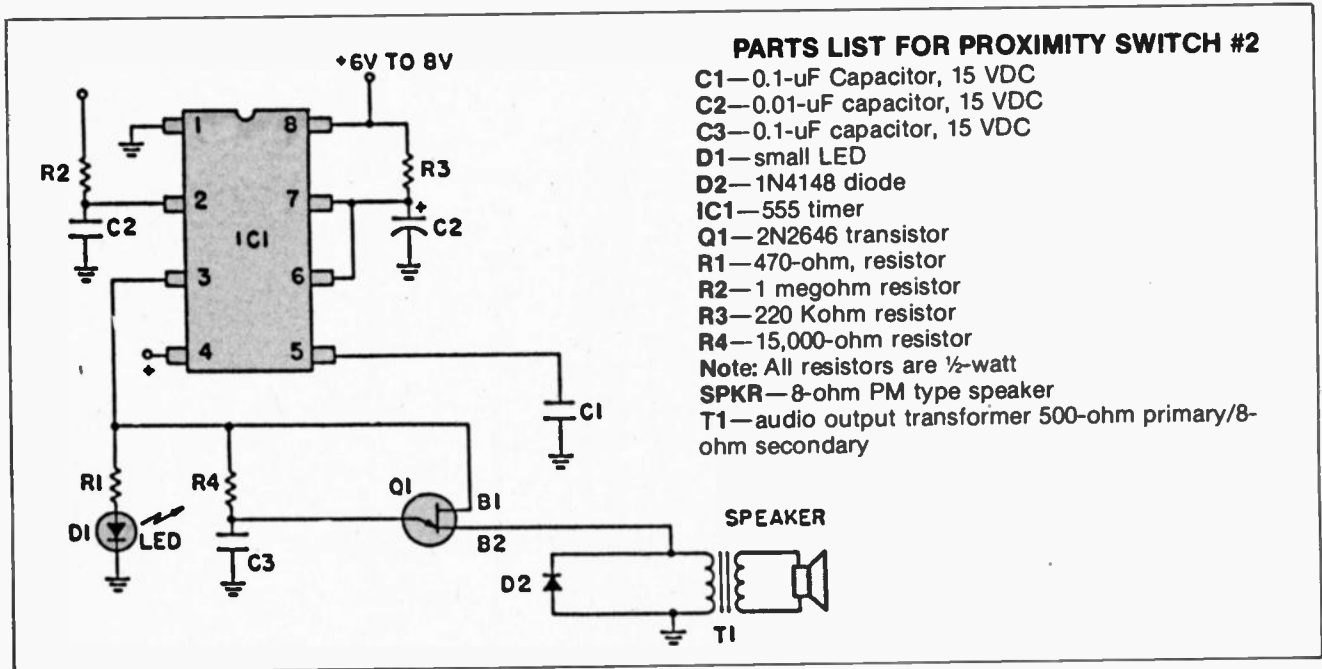 PARTS LIST FOR PROXIMITY SWITCH #2
C1—0.1-uF Capacitor, 15 VDC
C2—0.01-uF capacitor, 15 VDC
C3—0.1-uF capacitor, 15 VDC
D1—small LED
D2—1N4148 diode
IC1—555 timer
Q1—2N2646 transistor
R1—470-ohm, resistor
R2—1 megohm resistor
R3—220 Kohm resistor
R4—15,000-ohm resistor
Note: All resistors are ½-watt
SPKR—8-ohm PM type speaker
T1—audio output transformer 500-ohm primary/8-
ohm secondary
+6V TO 8V
1
8
R2
R3
2
7
+
C2
IC1
C2
3
6
4
5
+
C1
R1
R4
Q1
B1
D1
LED
C3
B2
SPEAKER
D2
T1